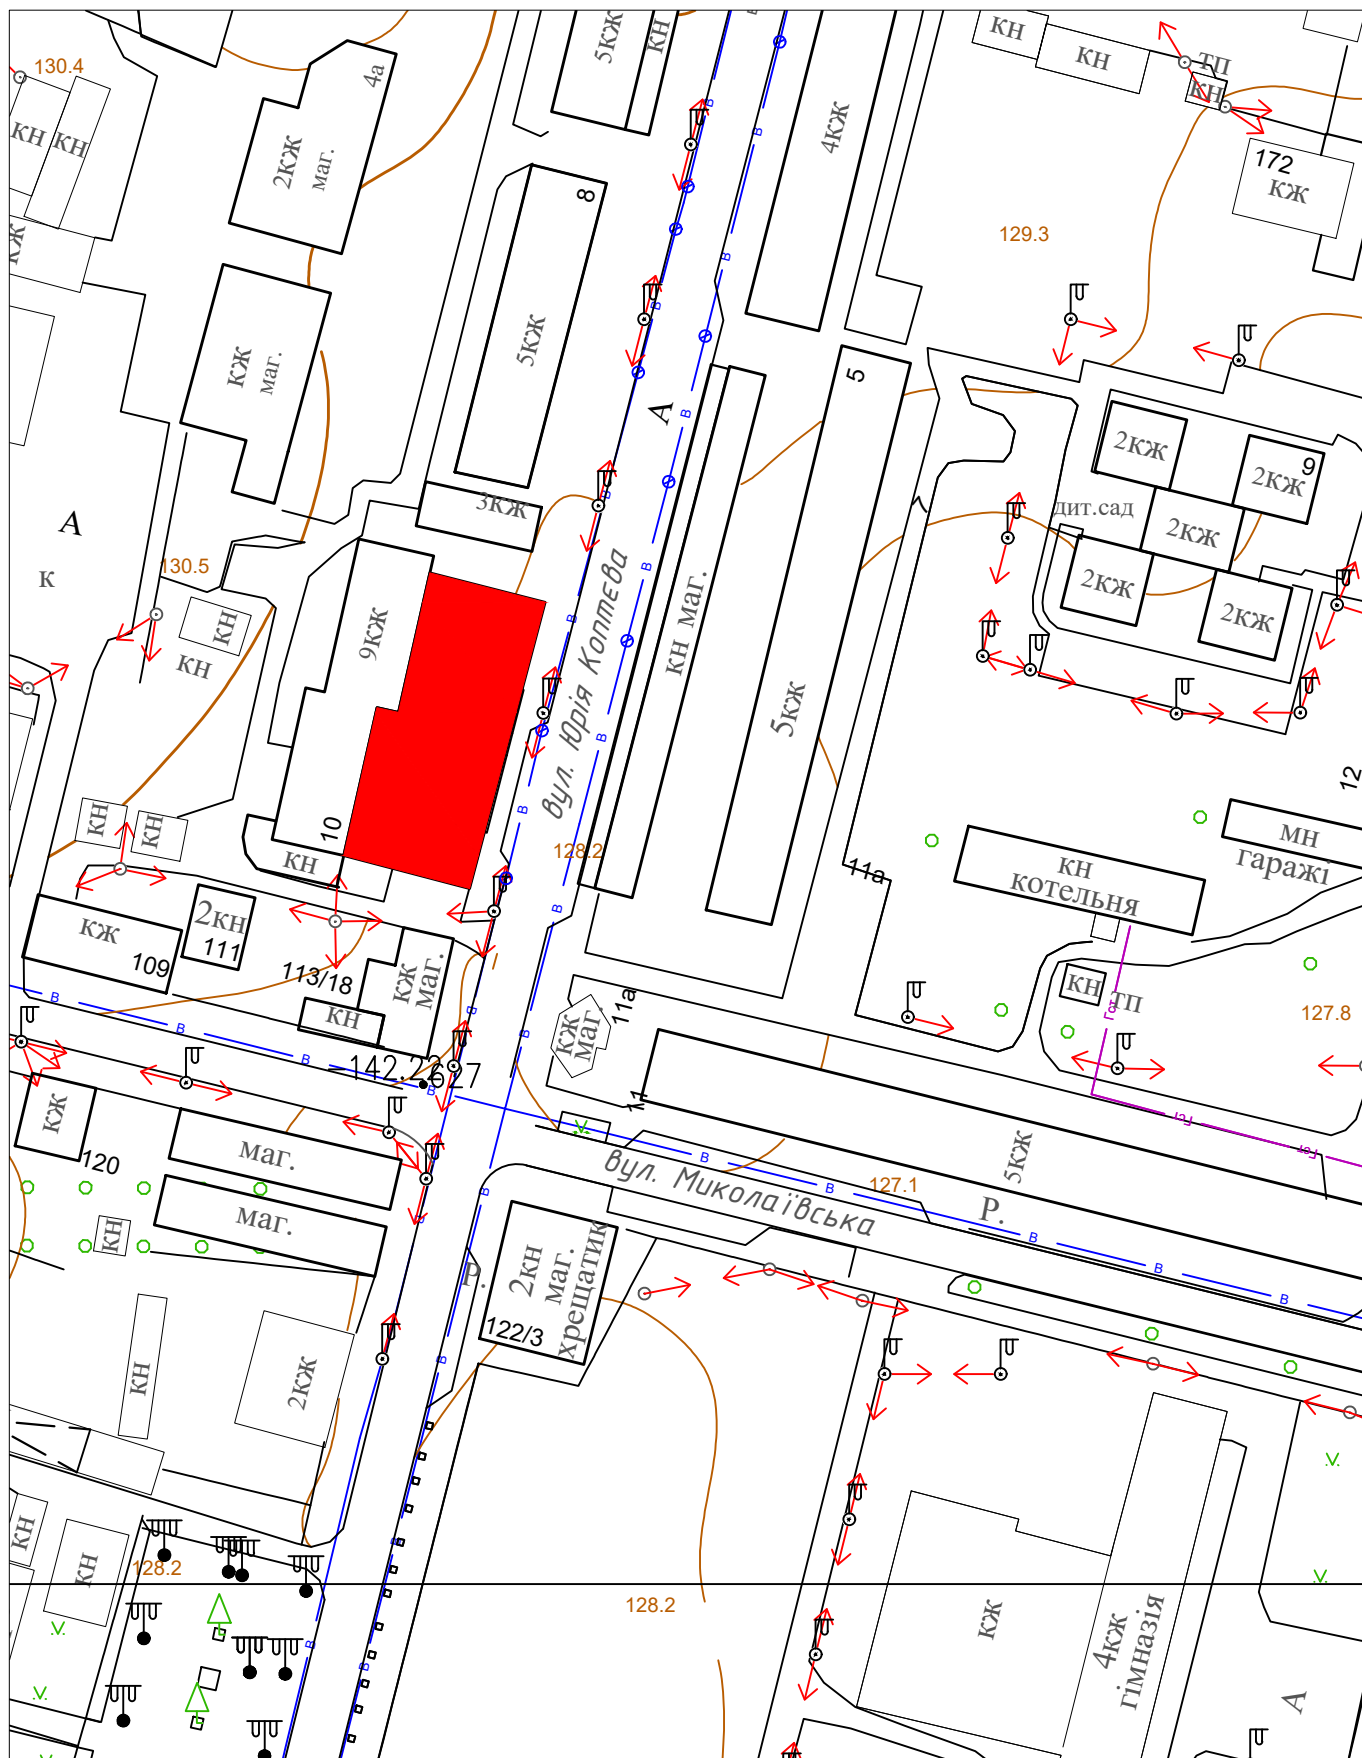 130.4
4а
5КЖ
КН
4КЖ
КН
КН
ТП
КН
172
КЖ
КН
КН
2КЖ
маг.
8
129.3
КЖ
КЖ
маг.
5КЖ
5
А
2КЖ
9
2КЖ
3КЖ
дит.сад
2КЖ
А
130.5
К
2КЖ
2КЖ
КН
КН
9КЖ
вул. Юрія Коптєва
КН маг.
5КЖ
12
КН
КН
10
КН
128.2
11а
КН
котельня
МН
гаражі
КЖ
109
2КН
111
113/18
КН
КЖ
маг.
КЖ
маг
11а
КН
ТП
127.8
142.22
627
КЖ
120
маг.
маг.
КН
11
5КЖ
вул. Миколаївська
127.1
Р.
Р.
2КН
маг.
хрещатик
122/3
КН
2КЖ
КН
КН
128.2
128.2
КЖ
4КЖ
гімназія
А